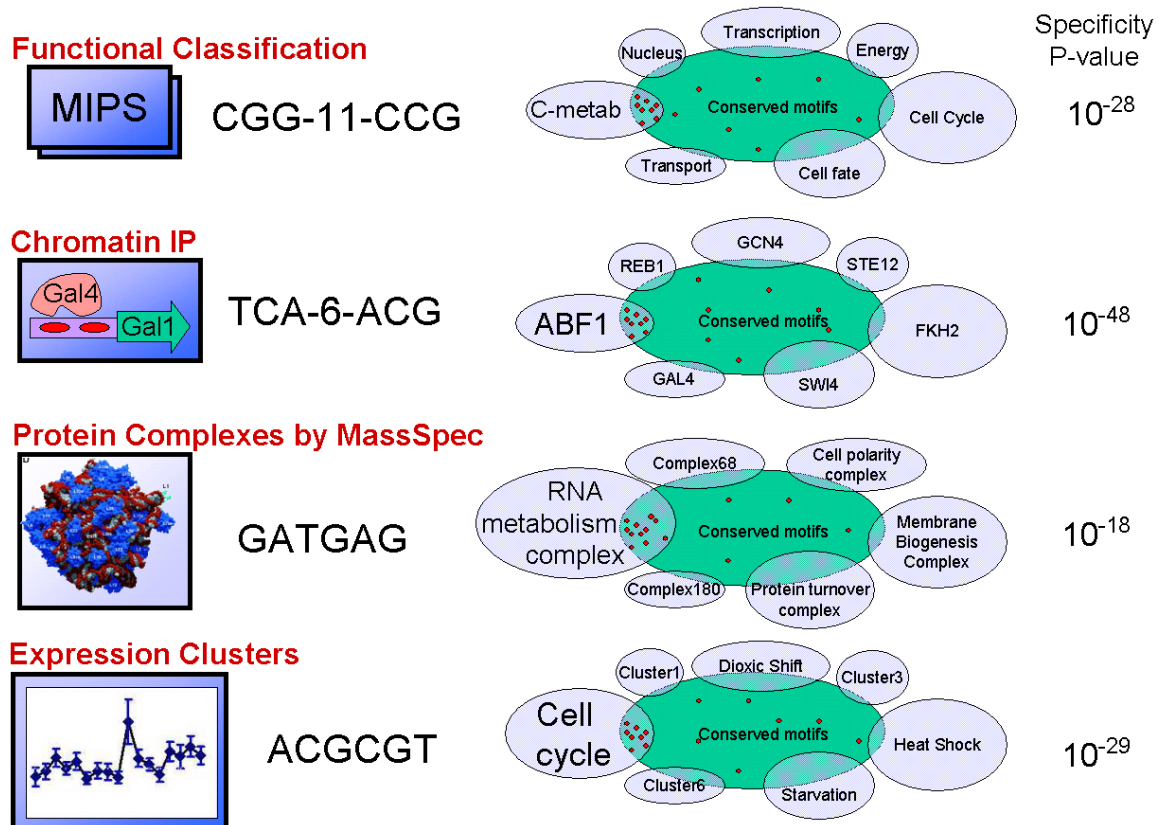 Functional Classification
MIPS
CGG-11-CCG
Nucleus
Transcription
Energy
C-metab
Conserved motifs
Cell Cycle
Transport
Cell fate
Specificity
P-value
10-28
Chromatin IP
Gal4
Gal1
TCA-6-ACG
REB1
GCN4
STE12
ABF1
Conserved motifs
FKH2
GAL4
SWI4
10-48
Protein Complexes by MassSpec
GATGAG
Complex68
Cell polarity
complex
RNA
metabolism
complex
Conserved motifs
Membrane
Biogenesis
Complex
Complex180
Protein turnover
complex
10-18
Expression Clusters
ACGCGT
Cluster1
Dioxic Shift
Cluster3
Cell
cycle
Conserved motifs
Heat Shock
Cluster6
Starvation
10-29